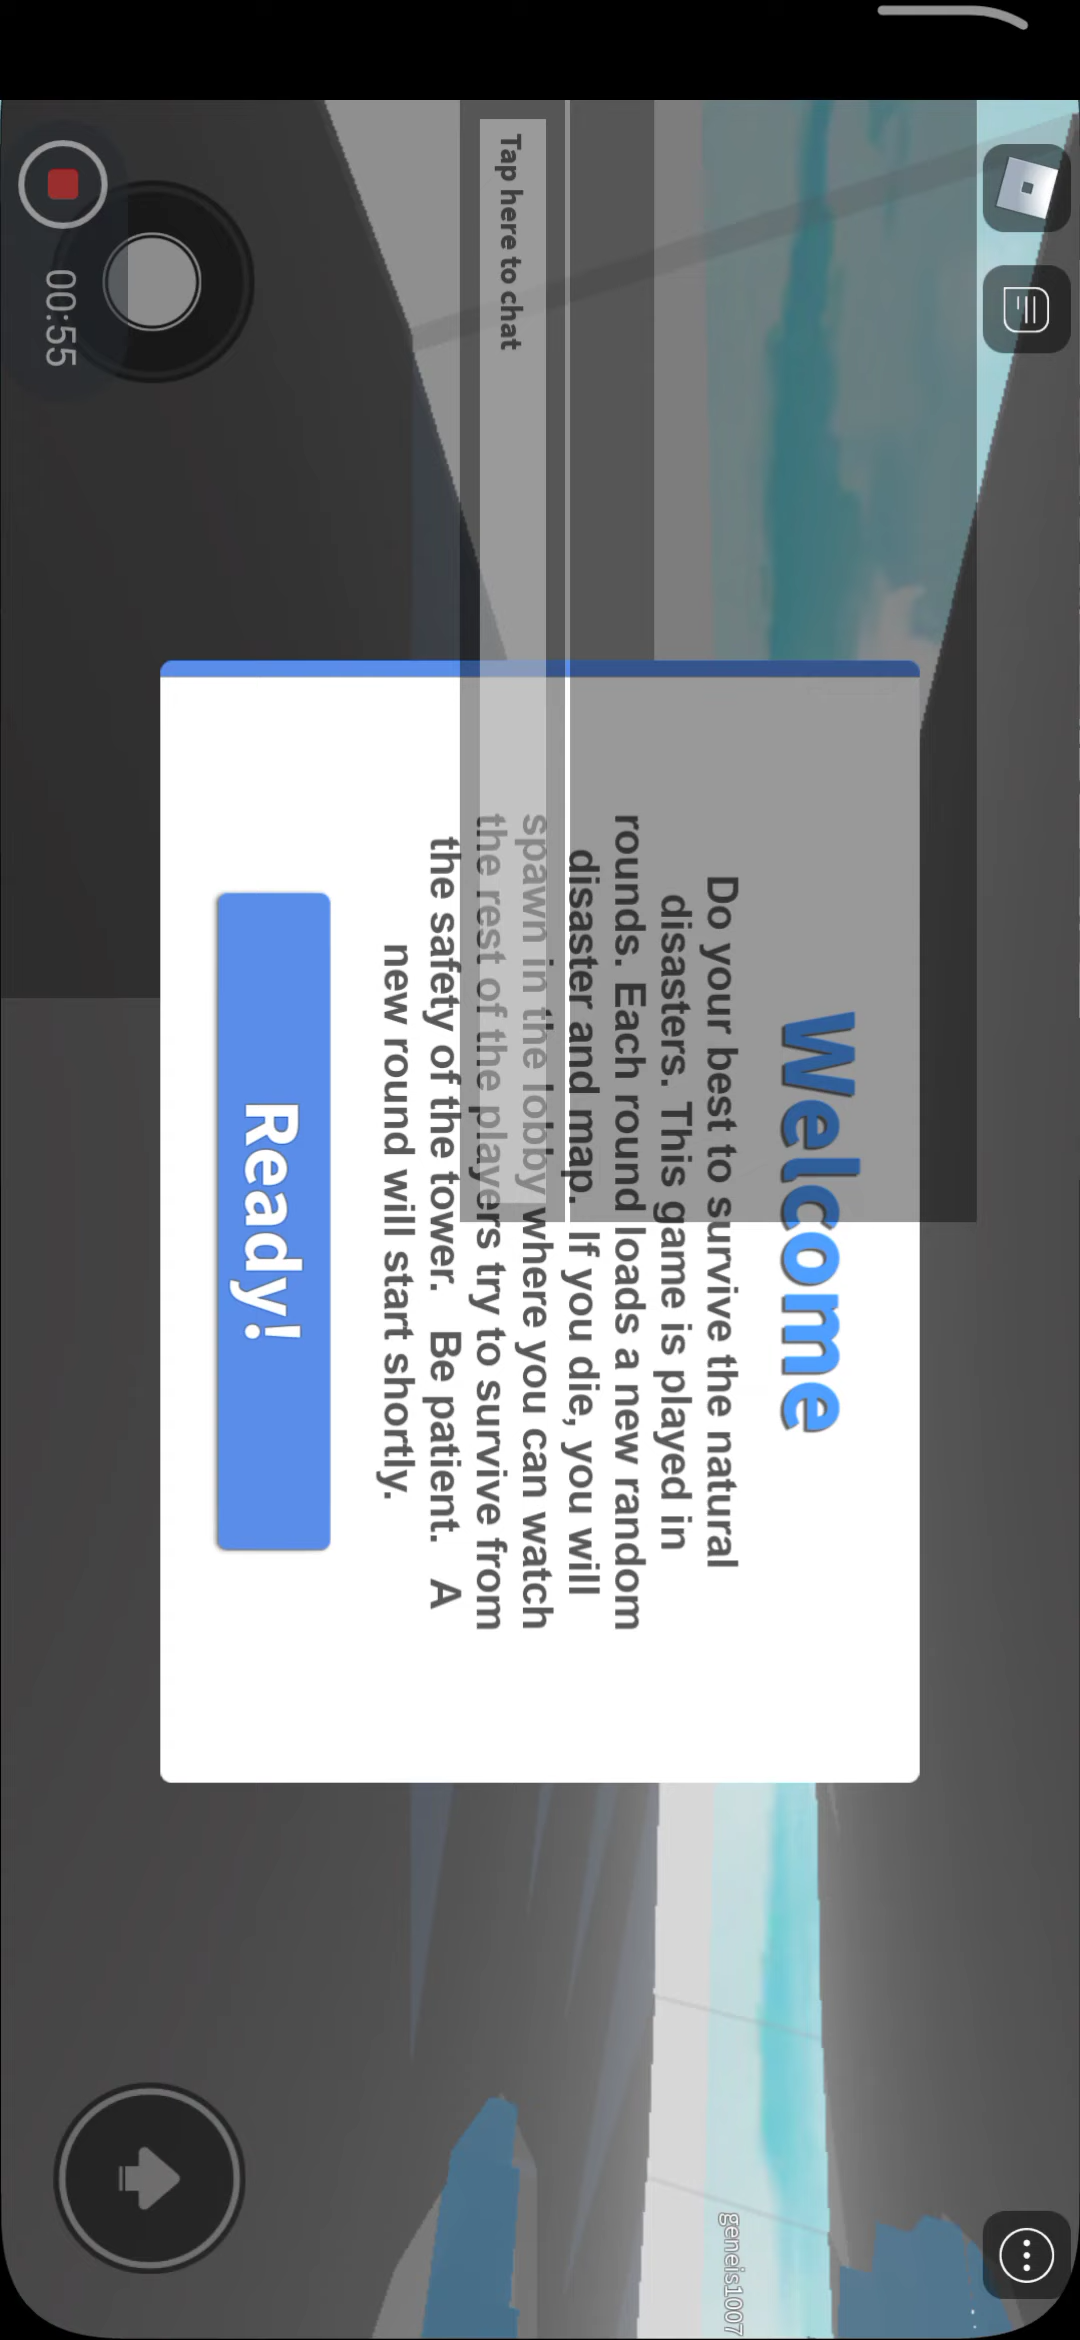 Tap here to chat
Welcome
Do your best to survive the natural
disasters. This game is played in
rounds. Each round loads a new random
disaster and map. If you die, you will
spawn in the lobby where you can watch
the rest of the players try to survive from
the safety of the tower. Be patient. A
new round will start shortly.
Ready!
00:55
geneis1007